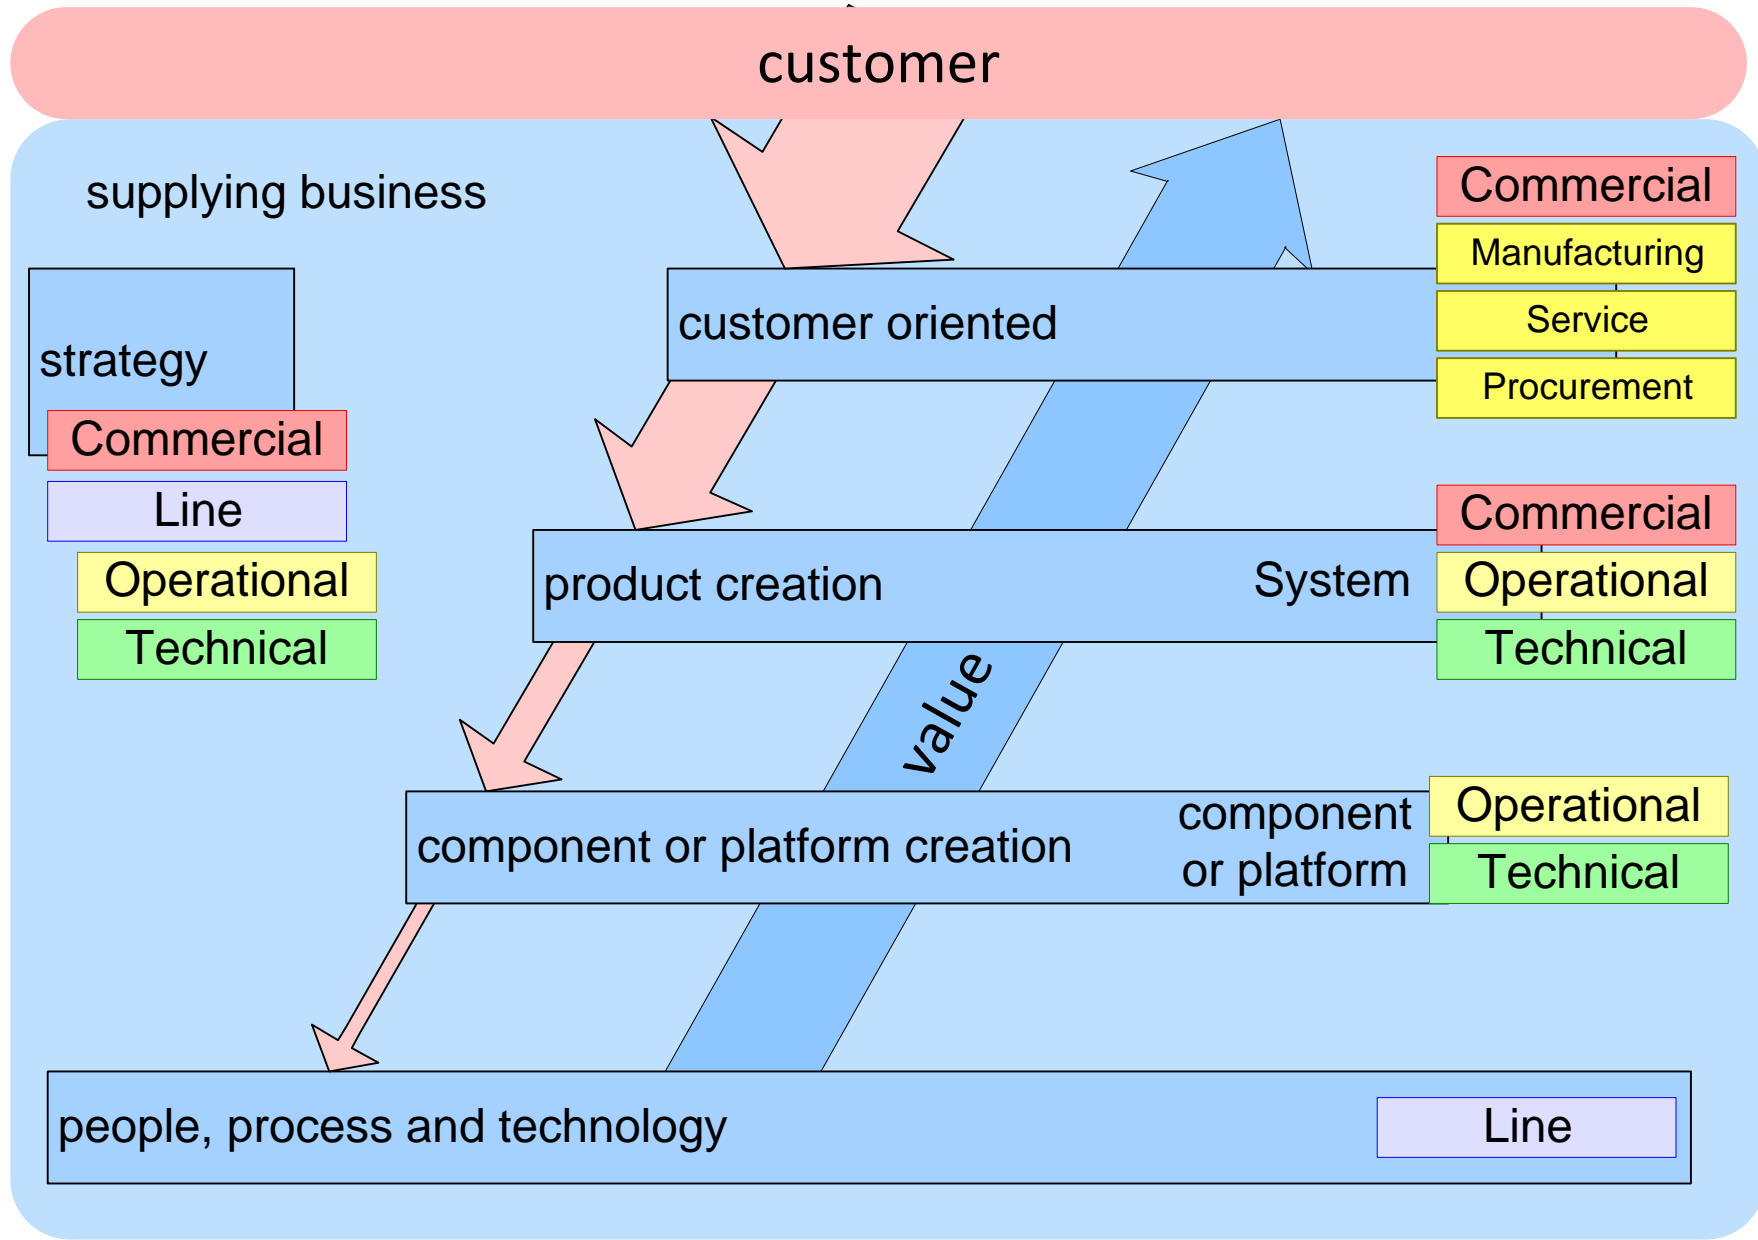 customer
supplying business
Commercial
Manufacturing
customer oriented
Service
Procurement
strategy
Commercial
Line
Operational
Technical
Commercial
product creation
System
Operational
Technical
value
component or platform creation
component
or platform
Operational
Technical
people, process and technology
Line